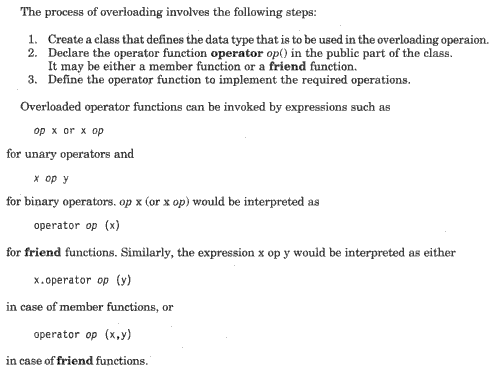 The process of overloading involves the following steps:
1. Create a class that defines the data type that is to be used in the overloading operaion.
2. Declare the operator function operator op() in the public part of the class.
It may be either a member function or a friend function.
3. Define the operator function to implement the required operations.
Overloaded operator functions can be invoked by expressions such as
op x or x op
for unary operators and
x op y
for binary operators. op x (or x op) would be interpreted as
operator op (x)
for friend functions. Similarly, the expression x op y would be interpreted as either
x.operator op (y)
in case of member functions, or
operator op (x,y)
in case of friend functions.